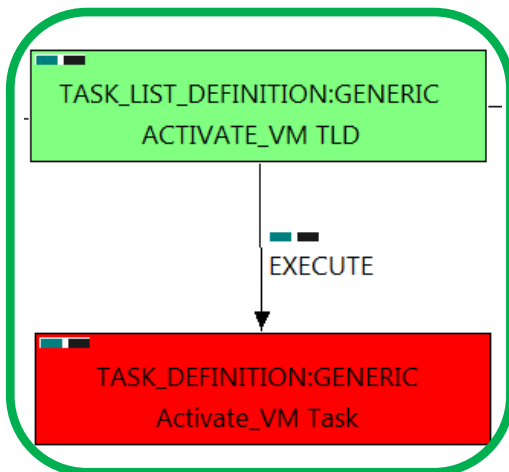 TASK_LIST_DEFINITION:GENERIC
ACTIVATE_VM TLD
EXECUTE
TASK_DEFINITION:GENERIC
Activate_VM Task